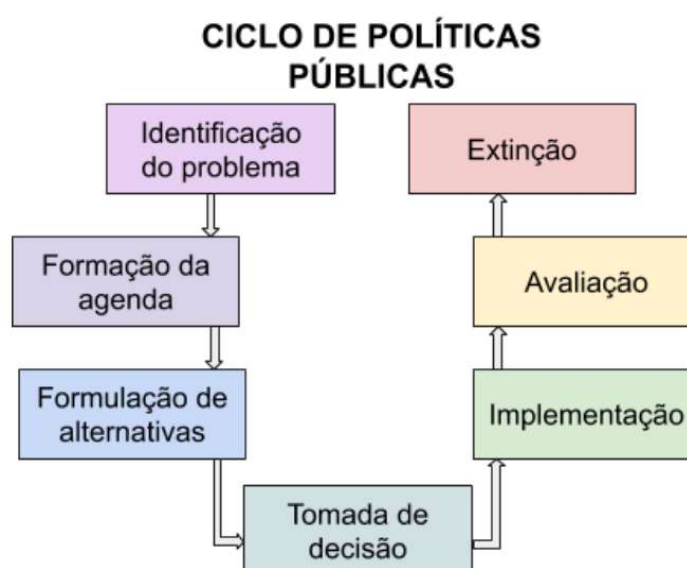 CICLO DE POLÍTICAS
PÚBLICAS
Identificação
do problema
Formação da
agenda
Formulação de
alternativas
Tomada de
decisão
Implementação
Avaliação
Extinção